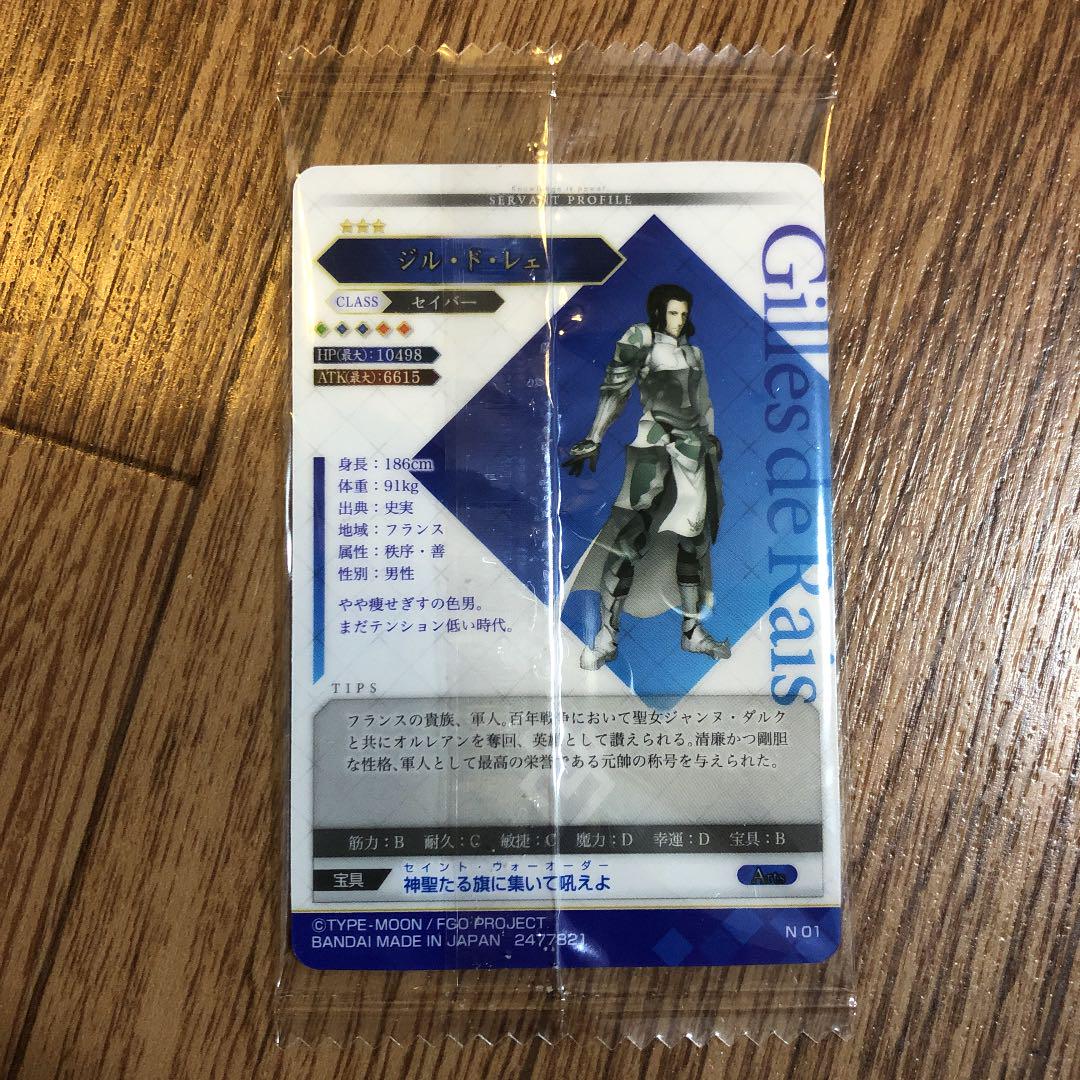 Knowledge is power
SERVANT PROFILE
ジル・ド・レェ
CLASS セイバー
HP(最大):10498
ATK(最大):6615
Gilles de Rais
身長：186cm
体重：91kg
出典：史実
地域：フランス
属性：秩序・善
性別：男性
やや痩せぎすの色男。
まだテンション低い時代。
TIPS
フランスの貴族、軍人。百年戦争において聖女ジャンヌ・ダルク
と共にオルレアンを奪回、英雄として讃えられる。清廉かつ剛胆
な性格、軍人として最高の栄誉である元帥の称号を与えられた。
筋力：B 耐久：C 敏捷：C 魔力：D 幸運：D 宝具：B
セイント・ウォーオーダー
宝具 神聖たる旗に集いて吼えよ Arts
©TYPE-MOON / FGO PROJECT
BANDAI MADE IN JAPAN 2477821
N 01